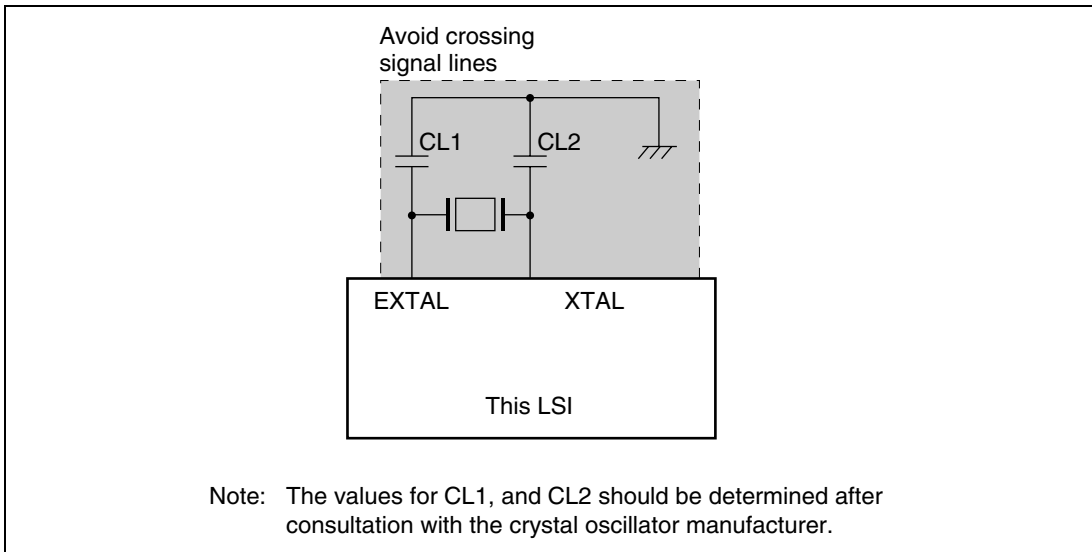 Avoid crossing
signal lines
CL1 CL2
EXTAL XTAL
This LSI
Note: The values for CL1, and CL2 should be determined after
consultation with the crystal oscillator manufacturer.